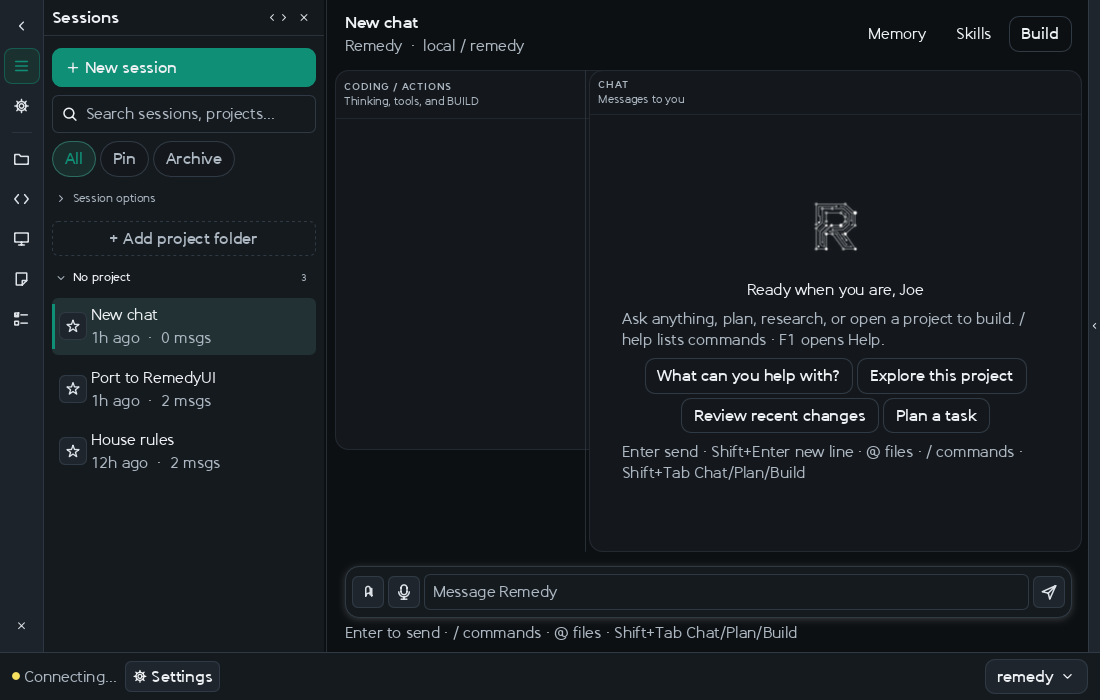 Sessions
+ New session
Search sessions, projects...
All
Pin
Archive
Session options
+ Add project folder
No project
3
New chat
1h ago · 0 msgs
Port to RemedyUI
1h ago · 2 msgs
House rules
12h ago · 2 msgs
New chat
Remedy · local / remedy
Memory
Skills
Build
CODING / ACTIONS
Thinking, tools, and BUILD
CHAT
Messages to you
R
Ready when you are, Joe
Ask anything, plan, research, or open a project to build. /
help lists commands · F1 opens Help.
What can you help with?
Explore this project
Review recent changes
Plan a task
Enter send · Shift+Enter new line · @ files · / commands ·
Shift+Tab Chat/Plan/Build
Message Remedy
Enter to send · / commands · @ files · Shift+Tab Chat/Plan/Build
Connecting...
Settings
remedy